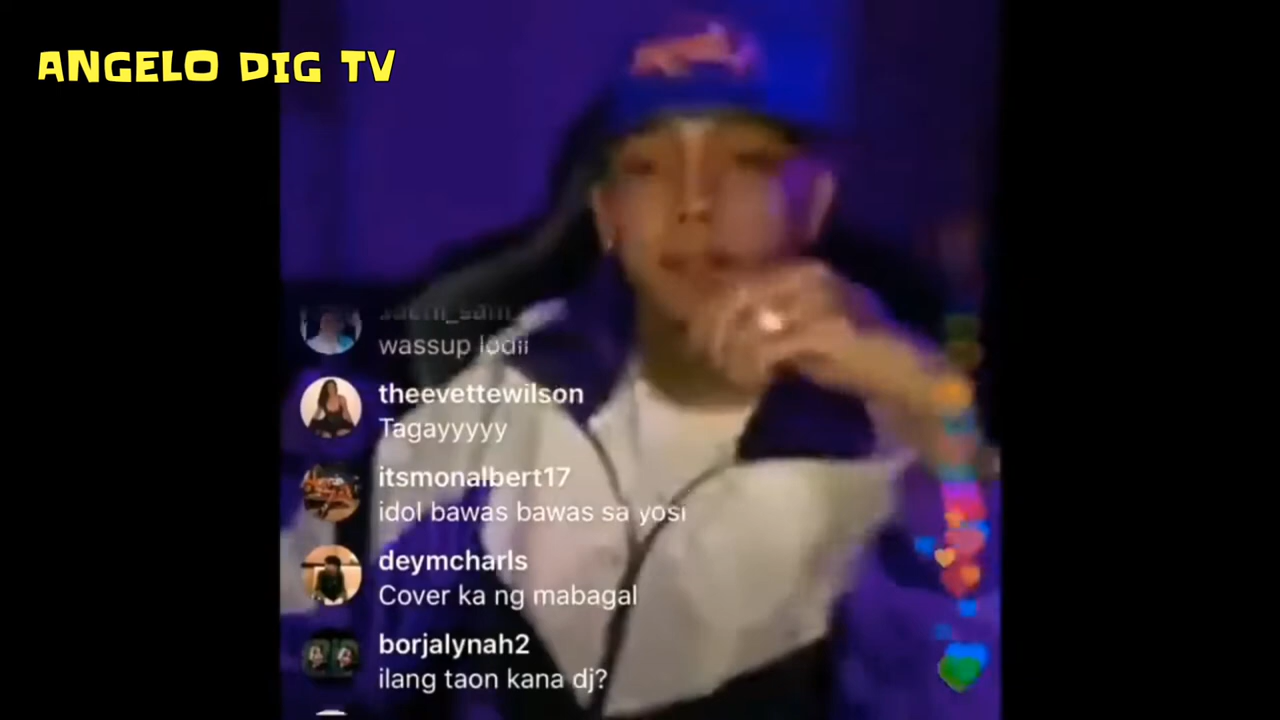 ANGELO DIG TV
wassup lodii
theevettewilson
Tagayyyyy
itsmonalbert17
idol bawas bawas sa yosi
deymcharls
Cover ka ng mabagal
borjalynah2
ilang taon kana dj?